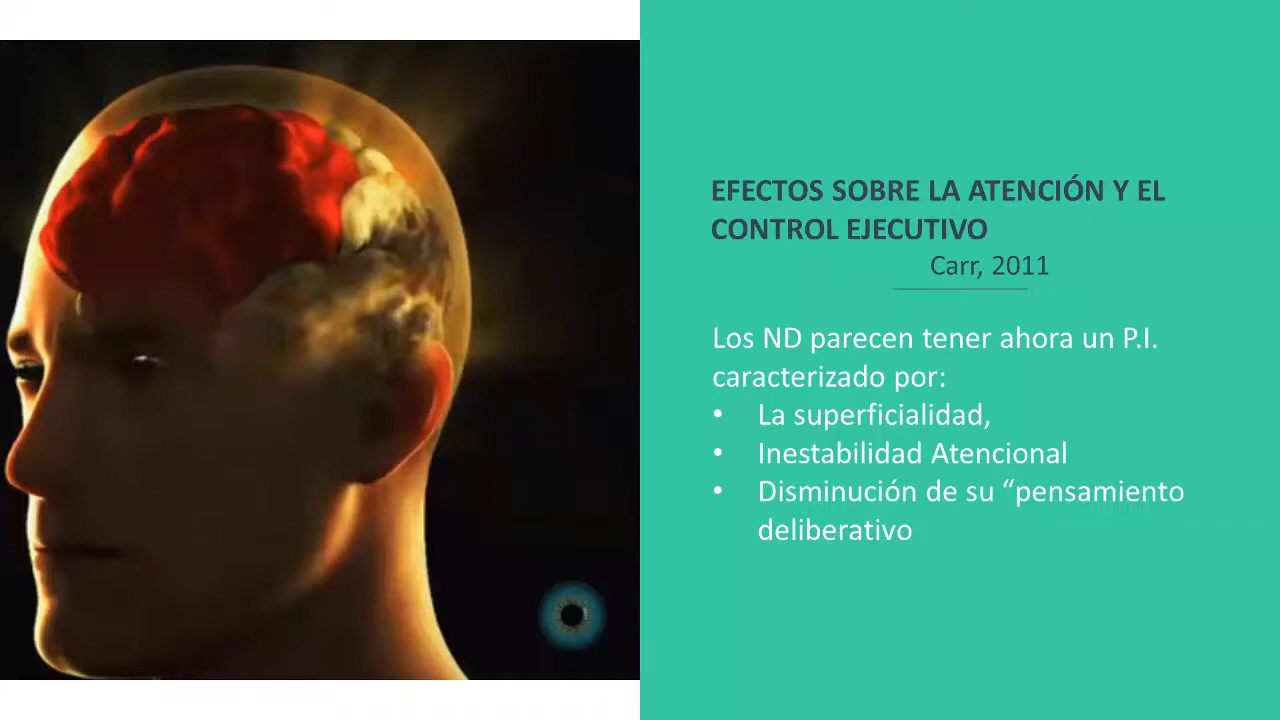 EFECTOS SOBRE LA ATENCIÓN Y EL
CONTROL EJECUTIVO
Carr, 2011
Los ND parecen tener ahora un P.I.
caracterizado por:
• La superficialidad,
• Inestabilidad Atencional
• Disminución de su “pensamiento
deliberativo